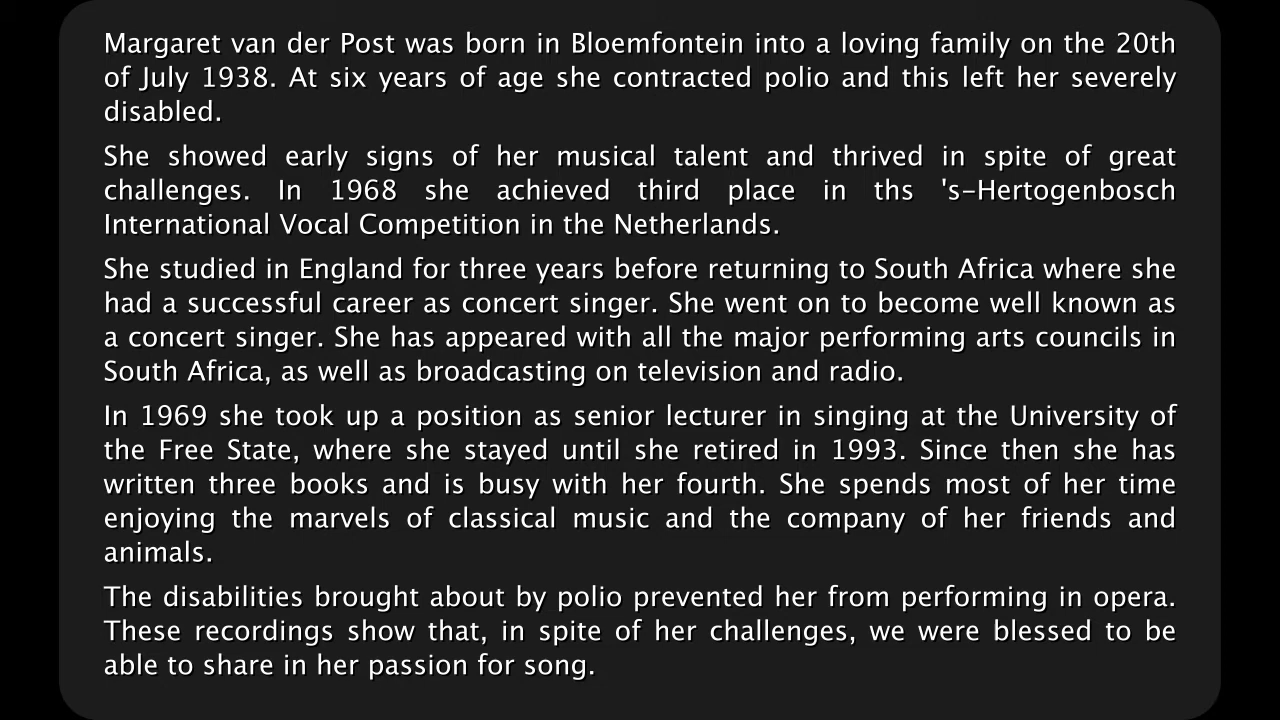 Margaret van der Post was born in Bloemfontein into a loving family on the 20th
of July 1938. At six years of age she contracted polio and this left her severely
disabled.
She showed early signs of her musical talent and thrived in spite of great
challenges. In 1968 she achieved third place in ths 's-Hertogenbosch
International Vocal Competition in the Netherlands.
She studied in England for three years before returning to South Africa where she
had a successful career as concert singer. She went on to become well known as
a concert singer. She has appeared with all the major performing arts councils in
South Africa, as well as broadcasting on television and radio.
In 1969 she took up a position as senior lecturer in singing at the University of
the Free State, where she stayed until she retired in 1993. Since then she has
written three books and is busy with her fourth. She spends most of her time
enjoying the marvels of classical music and the company of her friends and
animals.
The disabilities brought about by polio prevented her from performing in opera.
These recordings show that, in spite of her challenges, we were blessed to be
able to share in her passion for song.